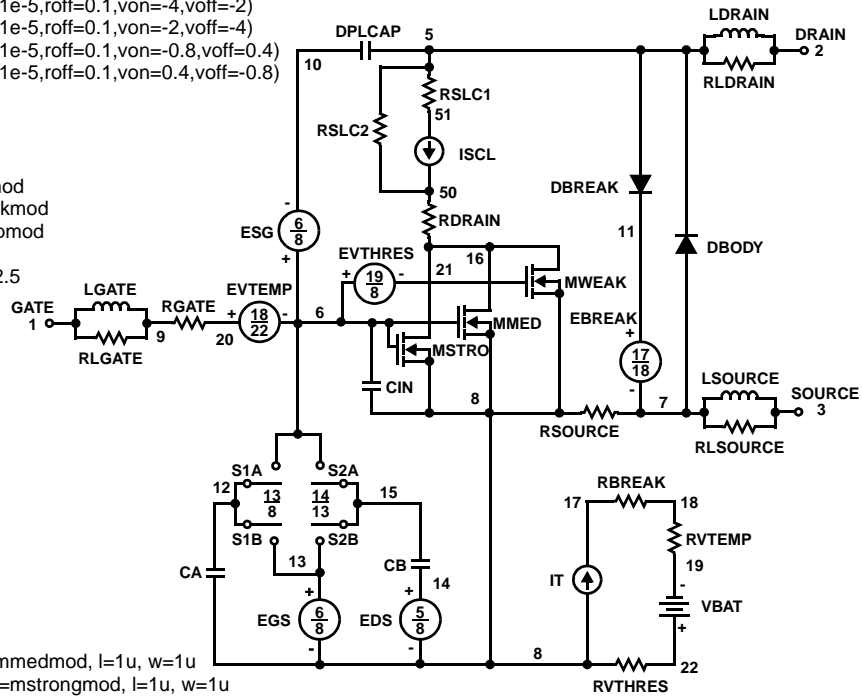 1e-5,roff=0.1,von=-4,voff=-2)
1e-5,roff=0.1,von=-2,voff=-4)
1e-5,roff=0.1,von=-0.8,voff=0.4)
1e-5,roff=0.1,von=0.4,voff=-0.8)
LDRAIN
DPLCAP
5
DRAIN
2
10
RLDRAIN
RSLC1
51
RSLC2
ISCL
mod
kmod
omod
50
DBREAK
-
ESG
6
8
+
RDRAIN
11
DBODY
EVTHRES
16
+
19
8
-
21
MWEAK
2.5
LGATE
GATE
1
RGATE
EVTEMP
6
EBREAK
+
18
22
-
MMED
+
9
20
MSTRO
17
18
RLGATE
-
LSOURCE
CIN
8
7
SOURCE
3
RSOURCE
RLSOURCE
S1A
S2A
12
13
8
14
13
15
RBREAK
17
18
S1B
S2B
RVTEMP
13
CB
CA
14
IT
19
-
+
+
VBAT
EGS
6
8
EDS
5
8
+
-
-
8
22
mmedmod, l=1u, w=1u
=mstrongmod, l=1u, w=1u
RVTHRES